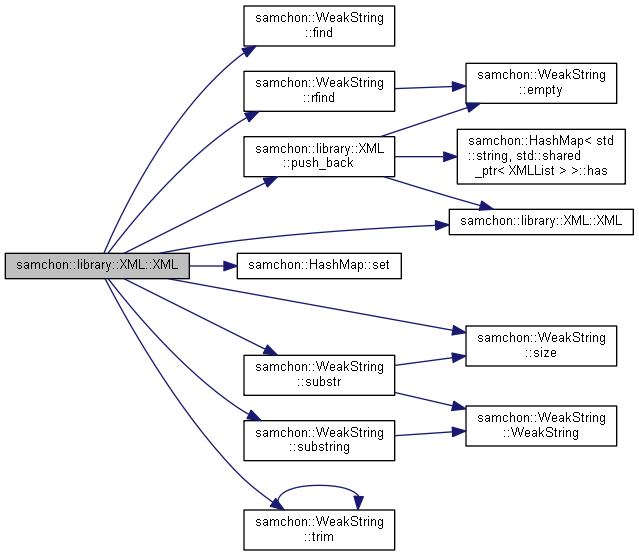 samchon::WeakString
::find
samchon::WeakString
::rfind
samchon::WeakString
::empty
samchon::library::XML
::push_back
samchon::HashMap< std
::string, std::shared
_ptr< XMLList > >::has
samchon::library::XML::XML
samchon::library::XML::XML
samchon::HashMap::set
samchon::WeakString
::size
samchon::WeakString
::substr
samchon::WeakString
::WeakString
samchon::WeakString
::substring
samchon::WeakString
::trim